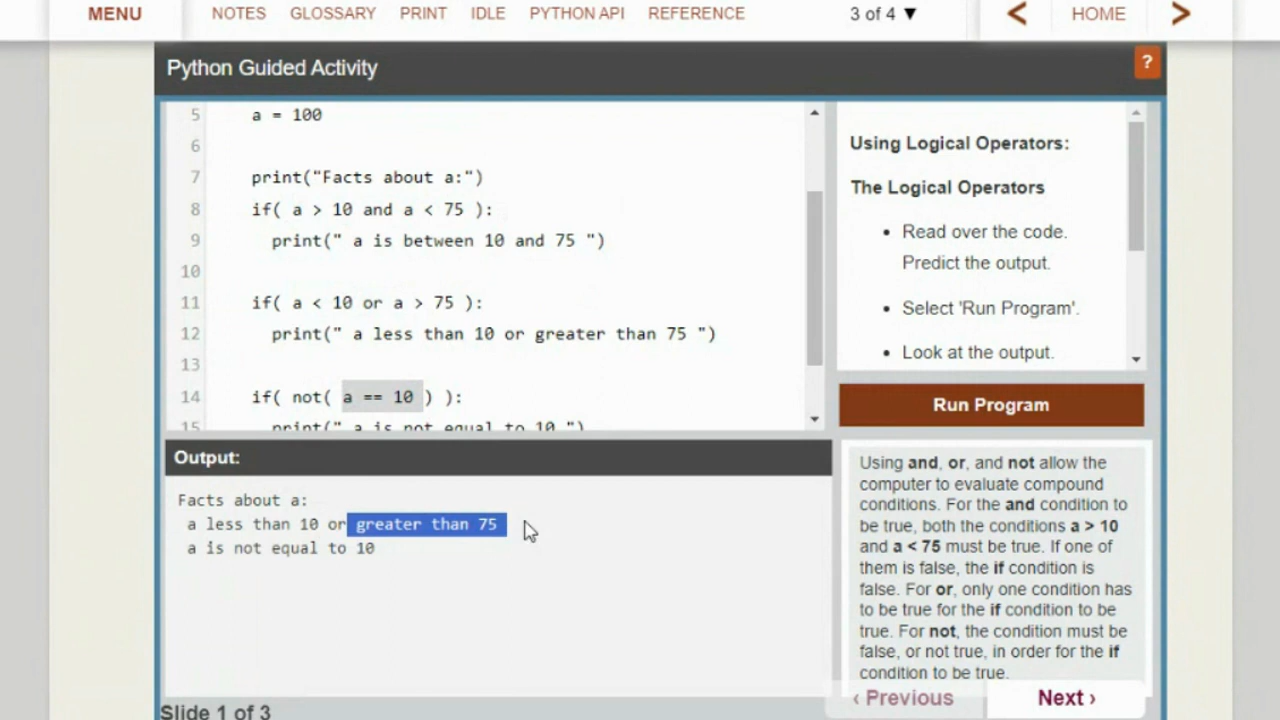 MENU NOTES GLOSSARY PRINT IDLE PYTHON API REFERENCE 3 of 4 ▼ < HOME >
Python Guided Activity ?
5 a = 100
6
7 print("Facts about a:")
8 if( a > 10 and a < 75 ):
9 print(" a is between 10 and 75 ")
10
11 if( a < 10 or a > 75 ):
12 print(" a less than 10 or greater than 75 ")
13
14 if( not( a == 10 ) ):
15 print(" a is not equal to 10 ")
Using Logical Operators:
The Logical Operators
• Read over the code.
Predict the output.
• Select 'Run Program'.
• Look at the output.
Run Program
Output:
Facts about a:
a less than 10 or greater than 75
a is not equal to 10
Using and, or, and not allow the
computer to evaluate compound
conditions. For the and condition to
be true, both the conditions a > 10
and a < 75 must be true. If one of
them is false, the if condition is
false. For or, only one condition has
to be true for the if condition to be
true. For not, the condition must be
false, or not true, in order for the if
condition to be true.
‹ Previous Next ›
Slide 1 of 3